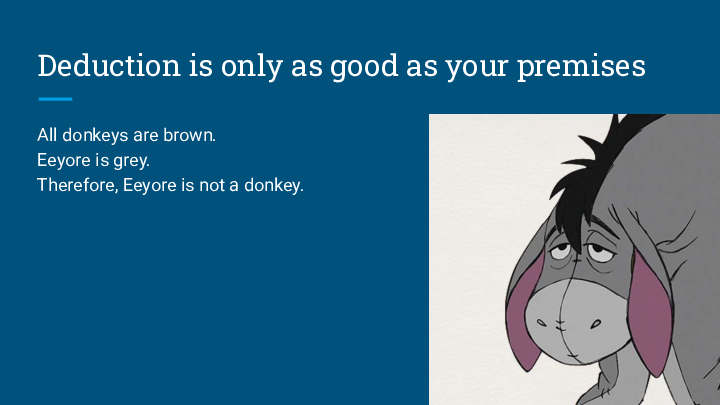 Deduction is only as good as your premises
All donkeys are brown.
Eeyore is grey.
Therefore, Eeyore is not a donkey.